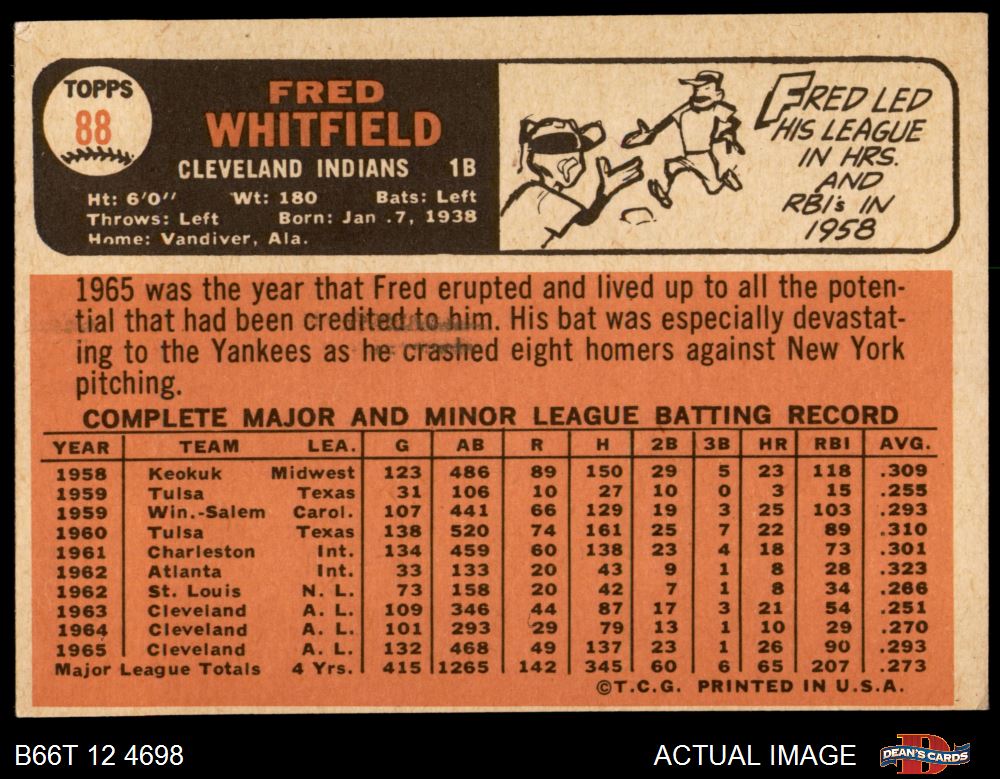 TOPPS
88
FRED
WHITFIELD
CLEVELAND INDIANS 1B
Ht: 6'0" Wt: 180 Bats: Left
Throws: Left Born: Jan .7, 1938
Home: Vandiver, Ala.
FRED LED
HIS LEAGUE
IN HRS.
AND
RBI's IN
1958
1965 was the year that Fred erupted and lived up to all the poten-
tial that had been credited to him. His bat was especially devastat-
ing to the Yankees as he crashed eight homers against New York
pitching.
COMPLETE MAJOR AND MINOR LEAGUE BATTING RECORD
YEAR TEAM LEA. G AB R H 2B 3B HR RBI AVG.
1958 Keokuk Midwest 123 486 89 150 29 5 23 118 .309
1959 Tulsa Texas 31 106 10 27 10 0 3 15 .255
1959 Win.-Salem Carol. 107 441 66 129 19 3 25 103 .293
1960 Tulsa Texas 138 520 74 161 25 7 22 89 .310
1961 Charleston Int. 134 459 60 138 23 4 18 73 .301
1962 Atlanta Int. 33 133 20 43 9 1 8 28 .323
1962 St. Louis N. L. 73 158 20 42 7 1 8 34 .266
1963 Cleveland A. L. 109 346 44 87 17 3 21 54 .251
1964 Cleveland A. L. 101 293 29 79 13 1 10 29 .270
1965 Cleveland A. L. 132 468 49 137 23 1 26 90 .293
Major League Totals 4 Yrs. 415 1265 142 345 60 6 65 207 .273
©T.C.G. PRINTED IN U.S.A.
B66T 12 4698
ACTUAL IMAGE
DEAN'S CARDS